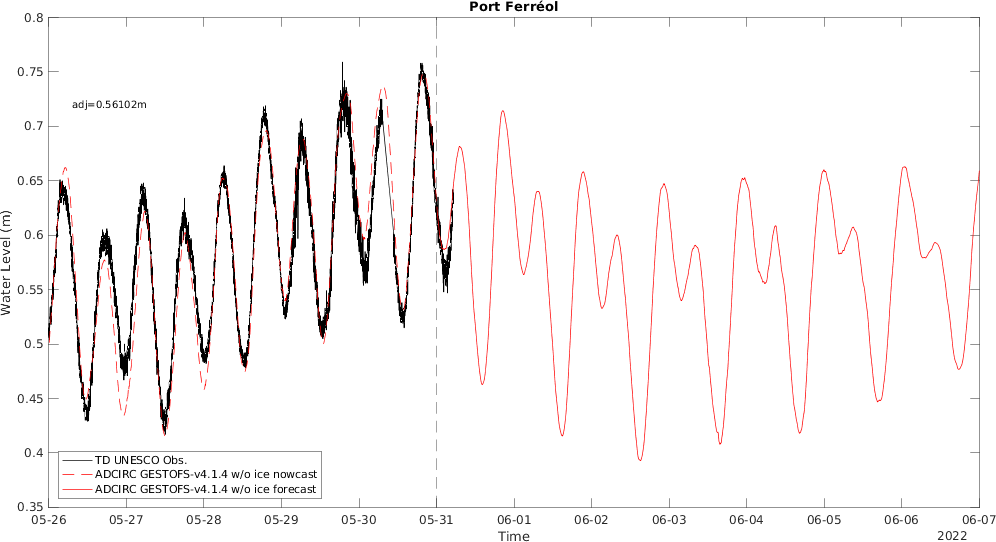 Port Ferréol
0.8
0.75
0.7
0.65
0.6
0.55
0.5
0.45
0.4
0.35
Water Level (m)
adj=0.56102m
TD UNESCO Obs.
ADCIRC GESTOFS-v4.1.4 w/o ice nowcast
ADCIRC GESTOFS-v4.1.4 w/o ice forecast
05-26 05-27 05-28 05-29 05-30 05-31 06-01 06-02 06-03 06-04 06-05 06-06 06-07
Time
2022